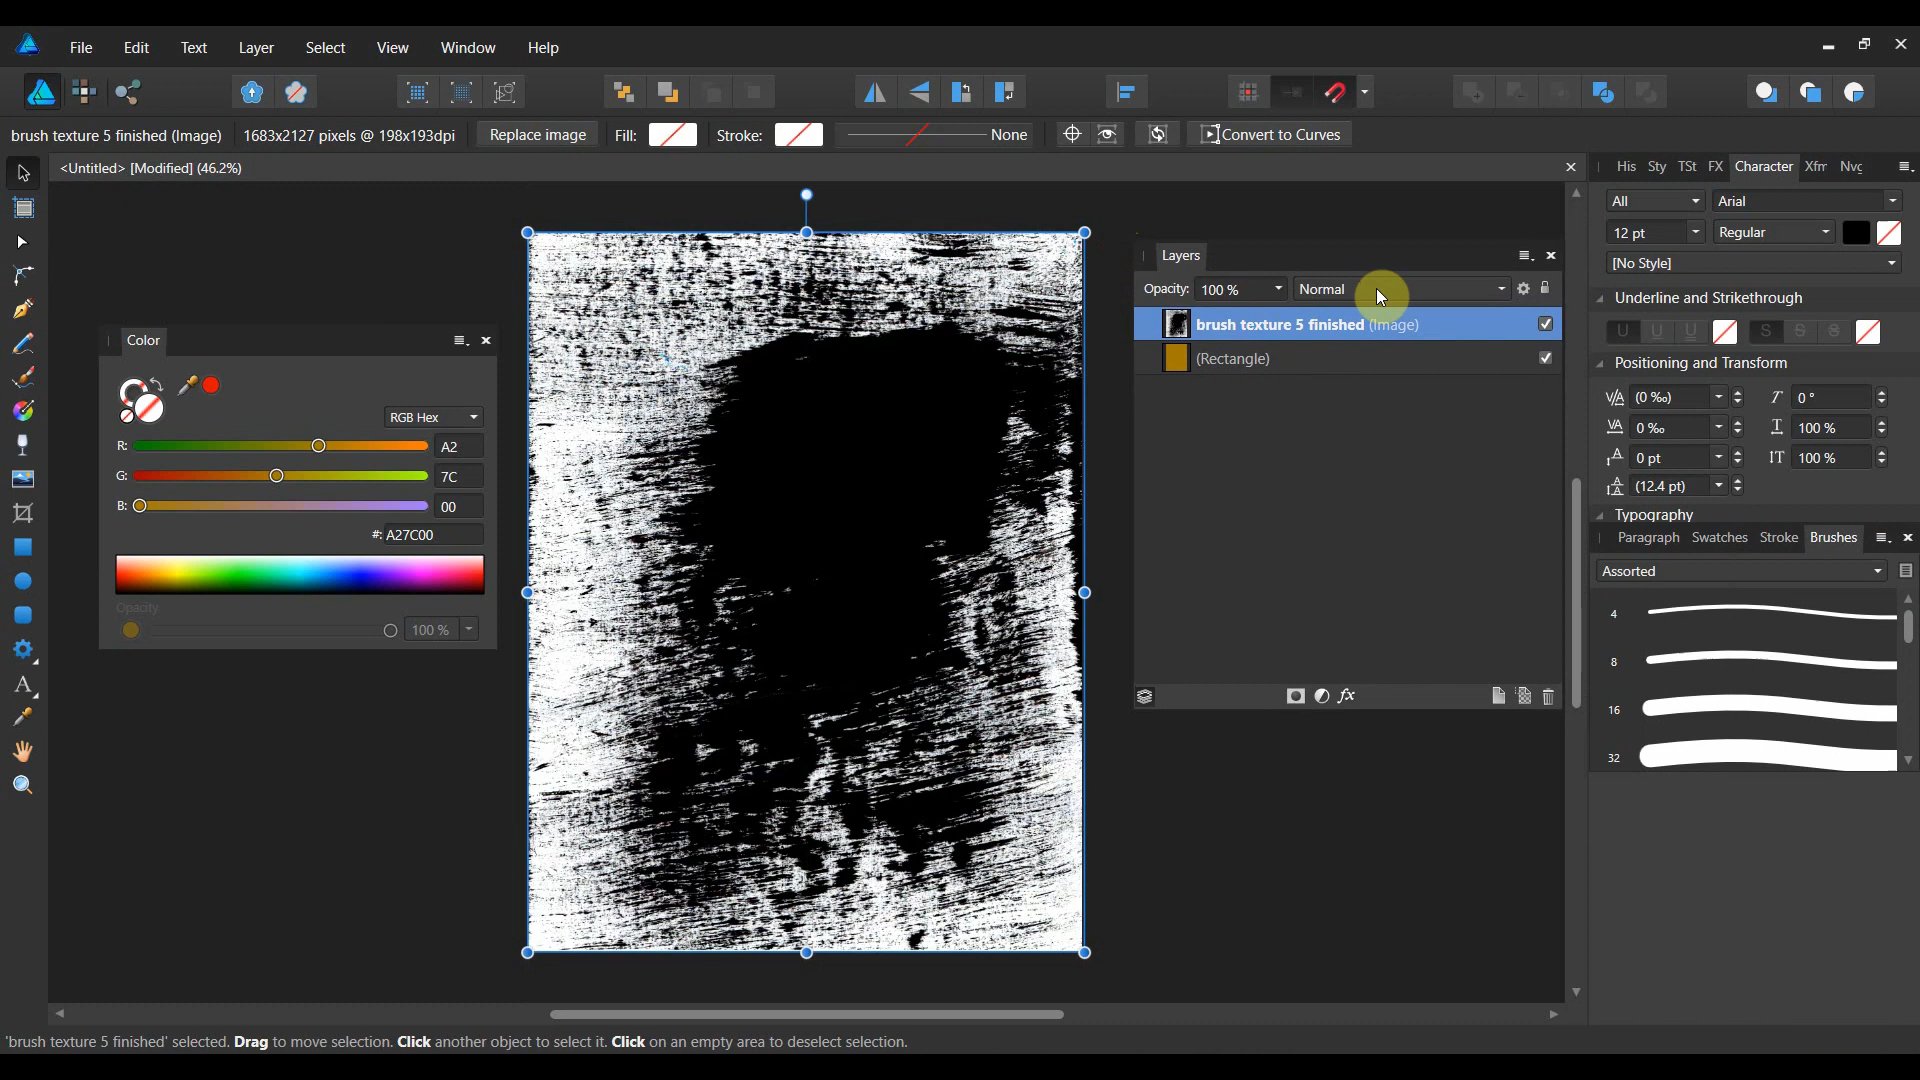 File Edit Text Layer Select View Window Help
brush texture 5 finished (Image) 1683x2127 pixels @ 198x193dpi Replace image Fill: Stroke: None Convert to Curves
<Untitled> [Modified] (46.2%)
His Sty TSt FX Character Xfm Nvg
All Arial
12 pt Regular
[No Style]
Underline and Strikethrough
U U U S S S
Positioning and Transform
(0 ‰) 0 °
0 ‰ 100 %
0 pt 100 %
(12.4 pt)
Typography
Paragraph Swatches Stroke Brushes
Assorted
4
8
16
32
Layers
Opacity: 100 % Normal
brush texture 5 finished (Image)
(Rectangle)
Color
RGB Hex
R: A2
G: 7C
B: 00
#: A27C00
Opacity
100 %
'brush texture 5 finished' selected. Drag to move selection. Click another object to select it. Click on an empty area to deselect selection.